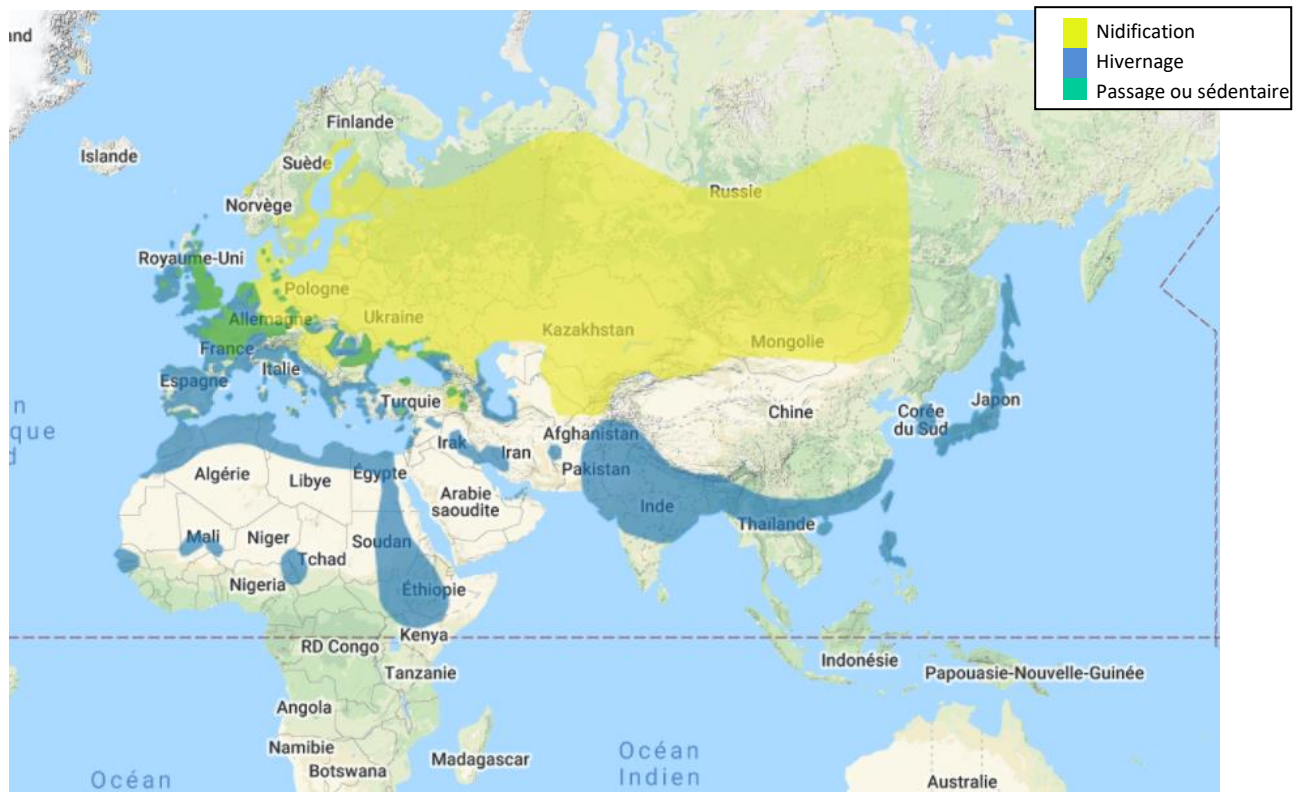 Nidification
Hivernage
Passage ou sédentaire
and
Finlande
Islande
Suède
Russie
Norvège
Royaume-Uni
Pologne
Allemagne
Ukraine
Kazakhstan
Mongolie
France
Italie
Espagne
Turquie
Chine
Japon
Corée
du Sud
n
que
d
Irak
Iran
Afghanistan
Pakistan
Algérie
Libye
Égypte
Arabie
saoudite
Inde
Thaïlande
Mali
Niger
Tchad
Soudan
Nigeria
Éthiopie
Kenya
RD Congo
Tanzanie
Indonésie
Papouasie-Nouvelle-Guinée
Angola
Namibie
Botswana
Madagascar
Océan
Indien
Océan
Australie